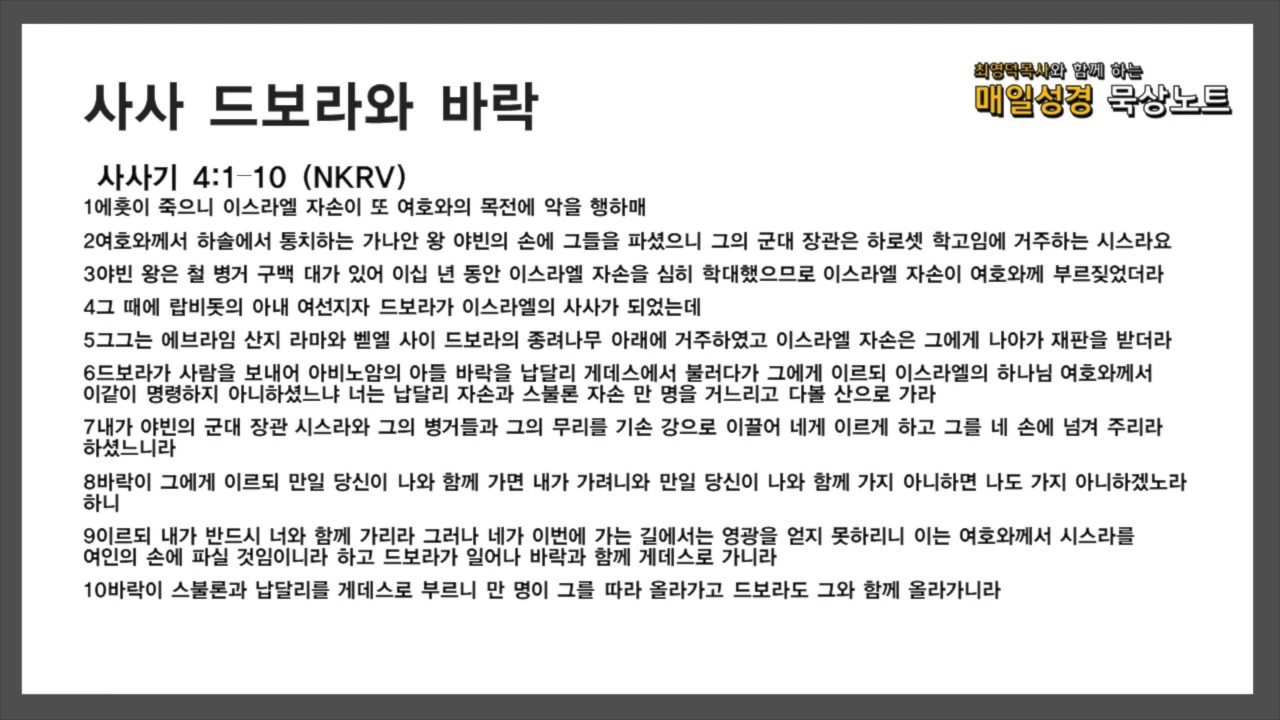 최영덕목사와 함께 하는
매일성경 묵상노트
사사 드보라와 바락
사사기 4:1-10 (NKRV)
1에훗이 죽으니 이스라엘 자손이 또 여호와의 목전에 악을 행하매
2여호와께서 하솔에서 통치하는 가나안 왕 야빈의 손에 그들을 파셨으니 그의 군대 장관은 하로셋 학고임에 거주하는 시스라요
3야빈 왕은 철 병거 구백 대가 있어 이십 년 동안 이스라엘 자손을 심히 학대했으므로 이스라엘 자손이 여호와께 부르짖었더라
4그 때에 랍비돗의 아내 여선지자 드보라가 이스라엘의 사사가 되었는데
5그그는 에브라임 산지 라마와 벧엘 사이 드보라의 종려나무 아래에 거주하였고 이스라엘 자손은 그에게 나아가 재판을 받더라
6드보라가 사람을 보내어 아비노암의 아들 바락을 납달리 게데스에서 불러다가 그에게 이르되 이스라엘의 하나님 여호와께서
이같이 명령하지 아니하셨느냐 너는 납달리 자손과 스불론 자손 만 명을 거느리고 다볼 산으로 가라
7내가 야빈의 군대 장관 시스라와 그의 병거들과 그의 무리를 기손 강으로 이끌어 네게 이르게 하고 그를 네 손에 넘겨 주리라
하셨느니라
8바락이 그에게 이르되 만일 당신이 나와 함께 가면 내가 가려니와 만일 당신이 나와 함께 가지 아니하면 나도 가지 아니하겠노라
하니
9이르되 내가 반드시 너와 함께 가리라 그러나 네가 이번에 가는 길에서는 영광을 얻지 못하리니 이는 여호와께서 시스라를
여인의 손에 파실 것임이니라 하고 드보라가 일어나 바락과 함께 게데스로 가니라
10바락이 스불론과 납달리를 게데스로 부르니 만 명이 그를 따라 올라가고 드보라도 그와 함께 올라가니라